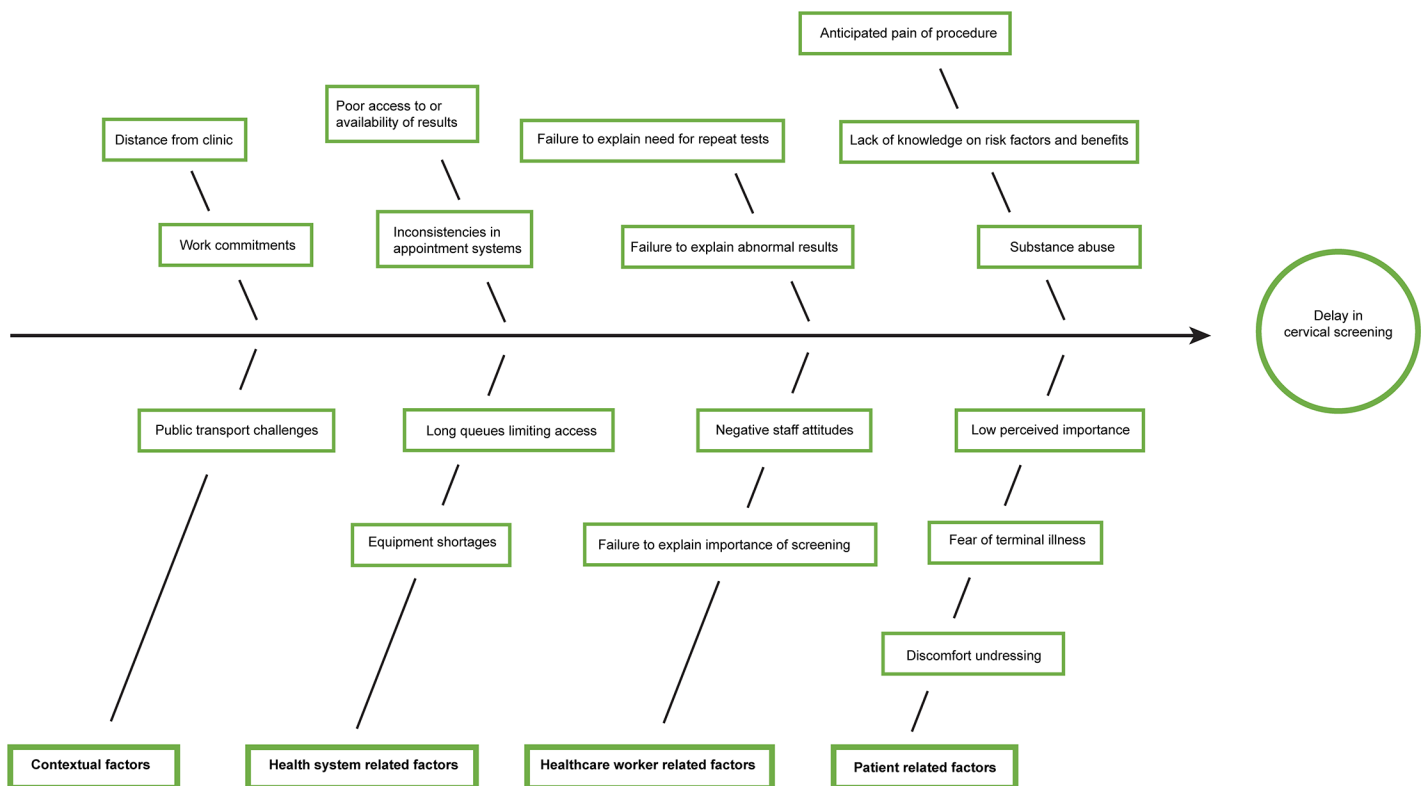 Anticipated pain of procedure
Poor access to or
availability of results
Distance from clinic
Failure to explain need for repeat tests
Lack of knowledge on risk factors and benefits
Work commitments
Inconsistencies in
appointment systems
Failure to explain abnormal results
Substance abuse
Delay in
cervical screening
Public transport challenges
Long queues limiting access
Negative staff attitudes
Low perceived importance
Equipment shortages
Failure to explain importance of screening
Fear of terminal illness
Discomfort undressing
Contextual factors
Health system related factors
Healthcare worker related factors
Patient related factors